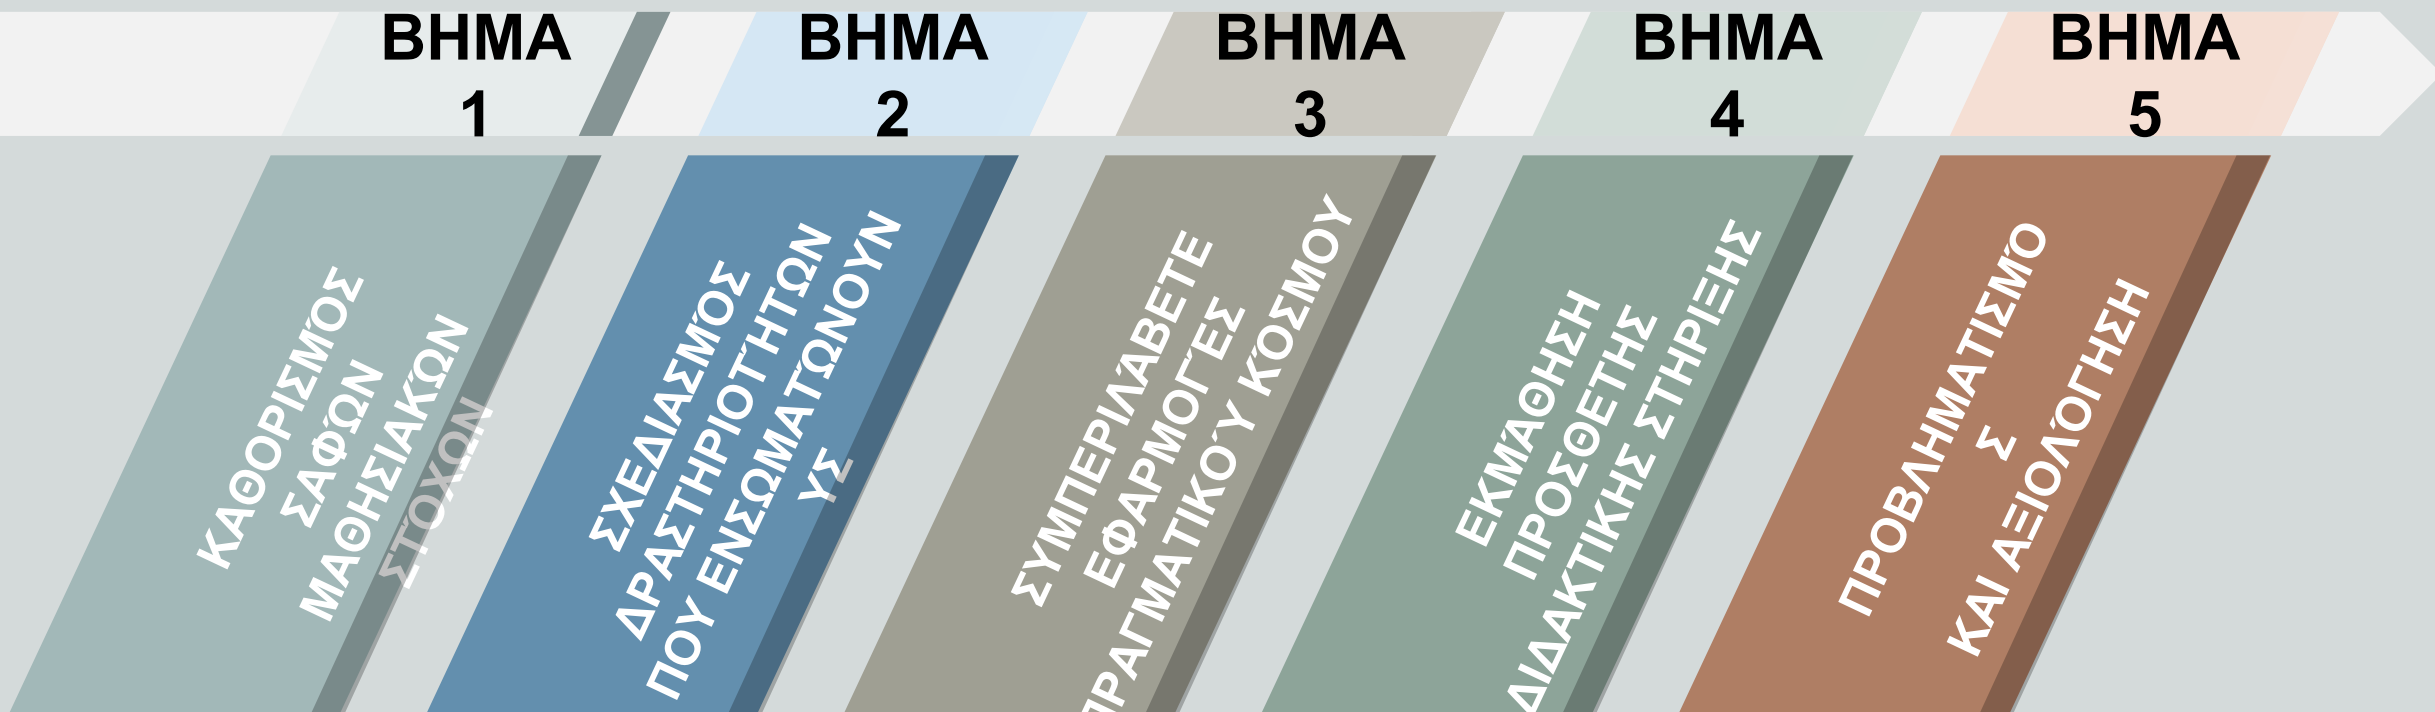 ΒΗΜΑ
1
ΒΗΜΑ
2
ΒΗΜΑ
3
ΒΗΜΑ
4
ΒΗΜΑ
5
ΚΑΘΟΡΙΣΜΌΣ
ΣΑΦΏΝ
ΜΑΘΗΣΙΑΚΏΝ
ΣΤΌΧΩΝ
ΣΧΕΔΙΑΣΜΌΣ
ΔΡΑΣΤΗΡΙΟΤΉΤΩΝ
ΠΟΥ ΕΝΣΩΜΑΤΏΝΟΥΝ
ΥΣ
ΣΥΜΠΕΡΙΛΆΒΕΤΕ
ΕΦΑΡΜΟΓΈΣ
ΠΡΑΓΜΑΤΙΚΟΎ ΚΌΣΜΟΥ
ΕΚΜΆΘΗΣΗ
ΠΡΟΣΘΕΤΗΣ
ΔΙΔΑΚΤΙΚΗΣ ΣΤΗΡΙΞΗΣ
ΠΡΟΒΛΗΜΑΤΙΣΜΌ
Σ
ΚΑΙ ΑΞΙΟΛΌΓΗΣΗ